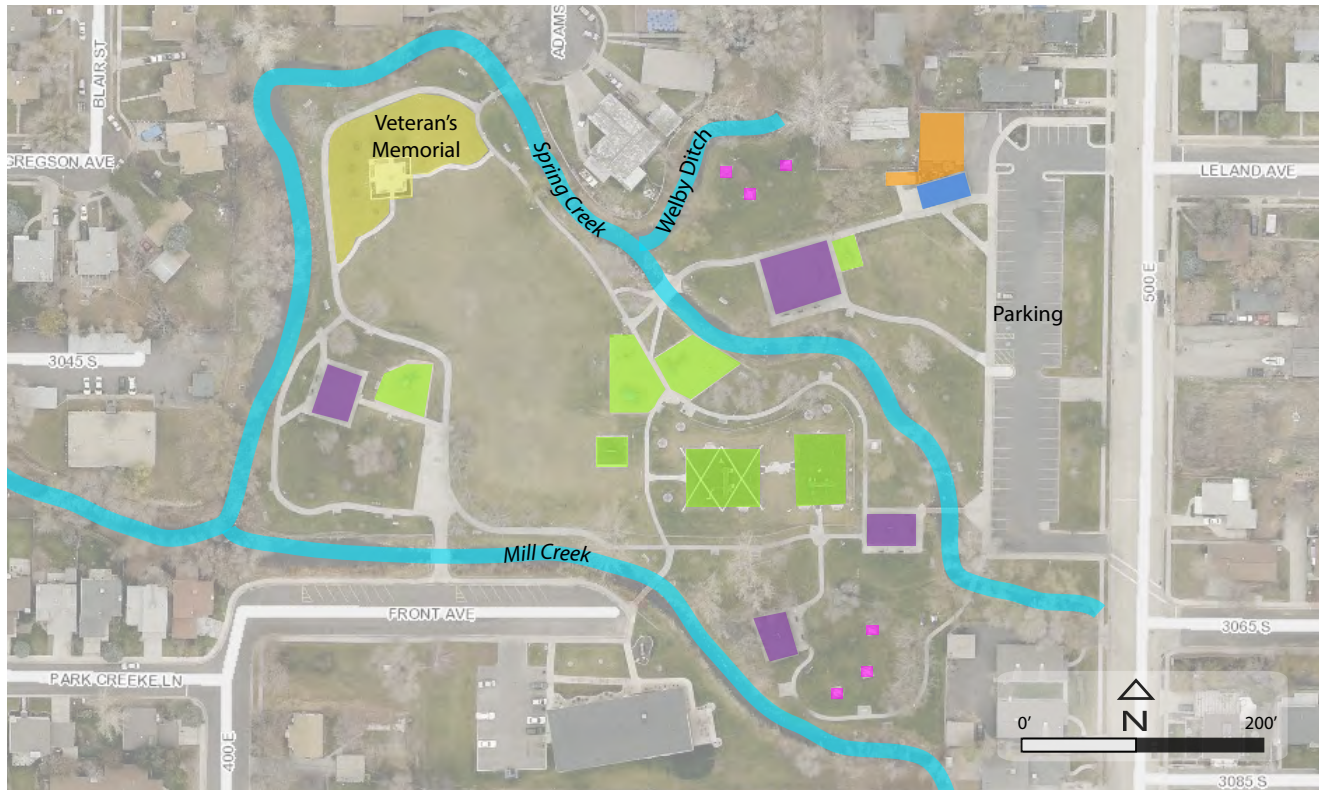 BLAIR ST
ADAMS
GREGSON AVE
Veteran's
Memorial
Spring Creek
Welby Ditch
LELAND AVE
500 E
Parking
3045 S
Mill Creek
FRONT AVE
3065 S
PARK CREEKE LN
400 E
N
0'
200'
3085 S